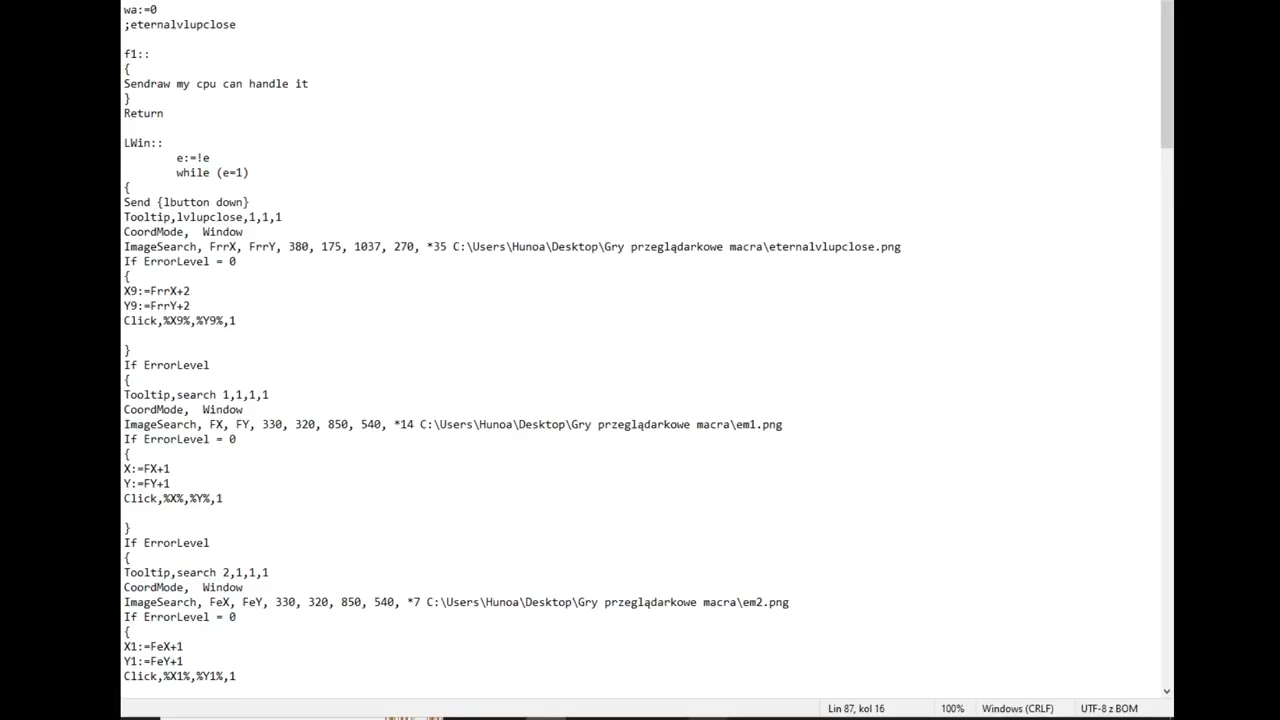 wa:=0
;eternalvlupclose
f1::
{
Sendraw my cpu can handle it
}
Return
LWin::
e:=!e
while (e=1)
{
Send {lbutton down}
Tooltip,lvlupclose,1,1,1
CoordMode,  Window
ImageSearch, FrrX, FrrY, 380, 175, 1037, 270, *35 C:\Users\Hunoa\Desktop\Gry przeglądarkowe macra\eternalvlupclose.png
If ErrorLevel = 0
{
X9:=FrrX+2
Y9:=FrrY+2
Click,%X9%,%Y9%,1
}
If ErrorLevel
{
Tooltip,search 1,1,1,1
CoordMode,  Window
ImageSearch, FX, FY, 330, 320, 850, 540, *14 C:\Users\Hunoa\Desktop\Gry przeglądarkowe macra\em1.png
If ErrorLevel = 0
{
X:=FX+1
Y:=FY+1
Click,%X%,%Y%,1
}
If ErrorLevel
{
Tooltip,search 2,1,1,1
CoordMode,  Window
ImageSearch, FeX, FeY, 330, 320, 850, 540, *7 C:\Users\Hunoa\Desktop\Gry przeglądarkowe macra\em2.png
If ErrorLevel = 0
{
X1:=FeX+1
Y1:=FeY+1
Click,%X1%,%Y1%,1
Lin 87, kol 16 100% Windows (CRLF) UTF-8 z BOM